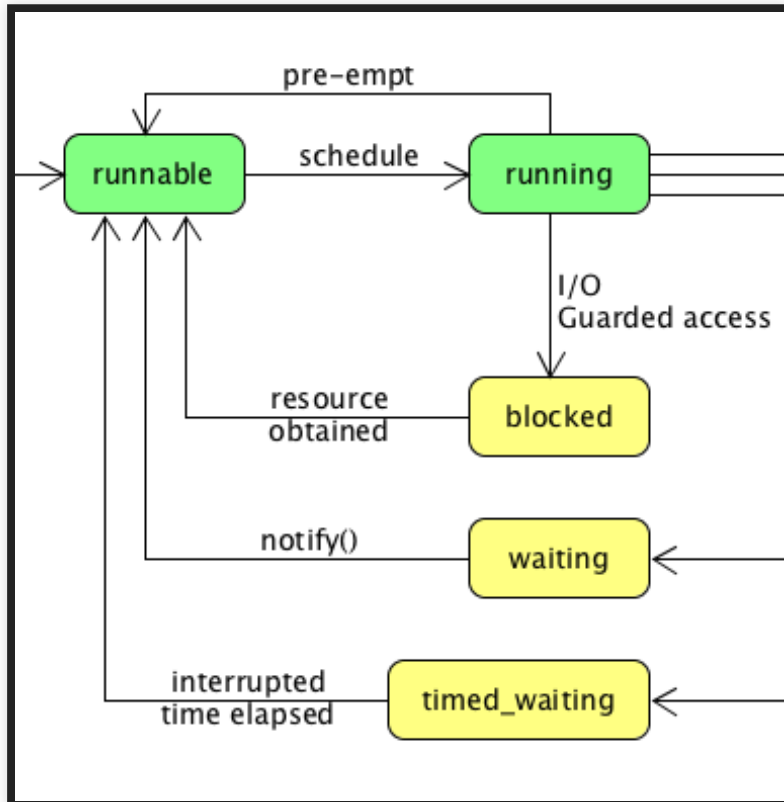 pre-empt
runnable
schedule
running
I/O
Guarded access
resource
obtained
blocked
notify()
waiting
interrupted
time elapsed
timed_waiting